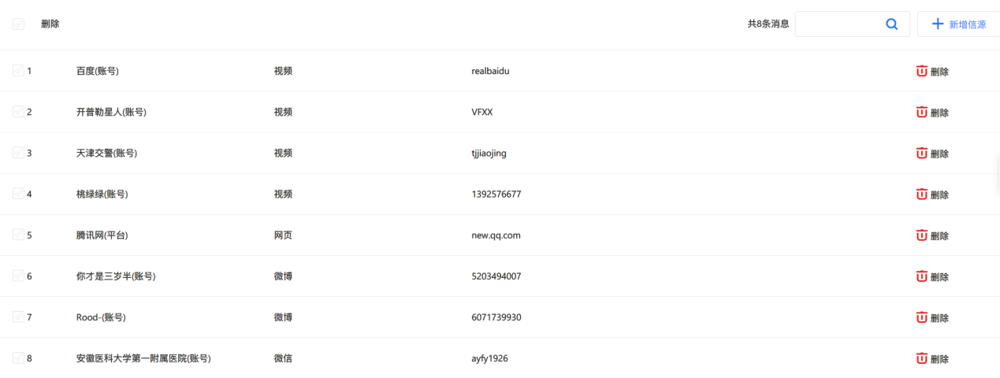 删除 共8条消息 新增信源
1 百度(账号) 视频 realbaidu 删除
2 开普勒星人(账号) 视频 VFXX 删除
3 天津交警(账号) 视频 tjjiaojing 删除
4 桃绿绿(账号) 视频 1392576677 删除
5 腾讯网(平台) 网页 new.qq.com 删除
6 你才是三岁半(账号) 微博 5203494007 删除
7 Rood-(账号) 微博 6071739930 删除
8 安徽医科大学第一附属医院(账号) 微信 ayfy1926 删除